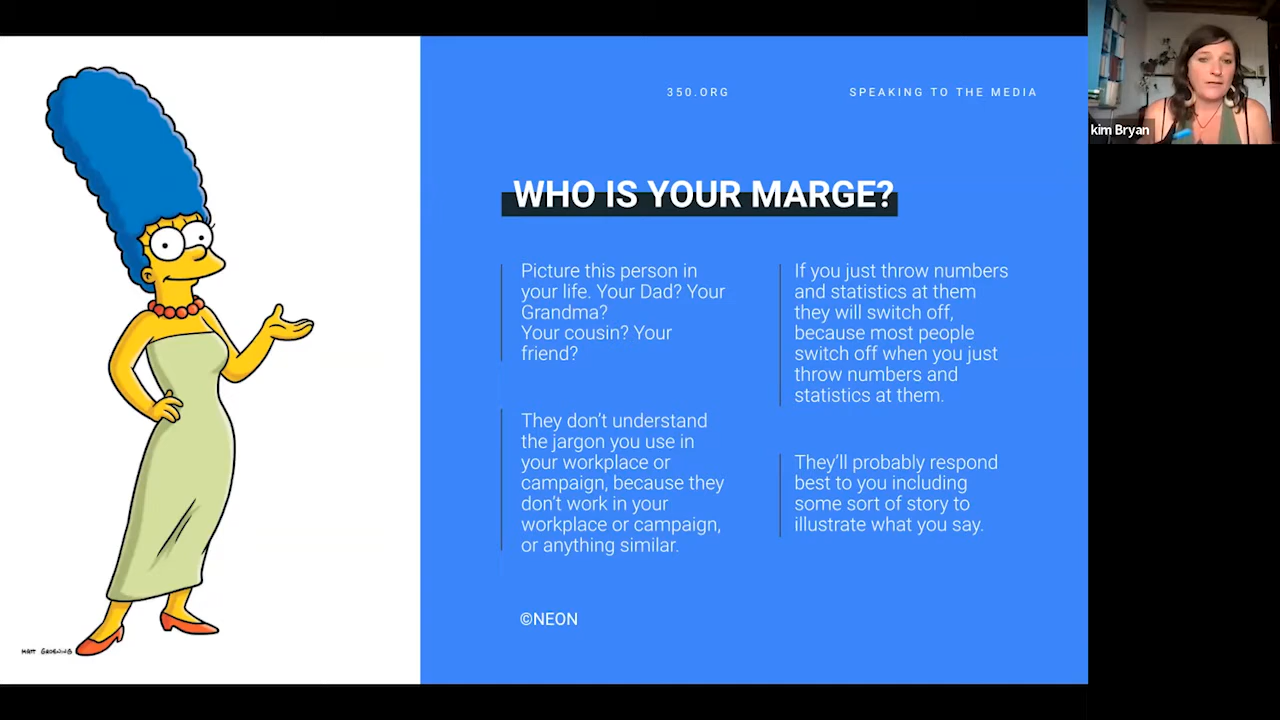 350.ORG
SPEAKING TO THE MEDIA
kim Bryan
WHO IS YOUR MARGE?
Picture this person in
your life. Your Dad? Your
Grandma?
Your cousin? Your
friend?
They don’t understand
the jargon you use in
your workplace or
campaign, because they
don’t work in your
workplace or campaign,
or anything similar.
If you just throw numbers
and statistics at them
they will switch off,
because most people
switch off when you just
throw numbers and
statistics at them.
They’ll probably respond
best to you including
some sort of story to
illustrate what you say.
©NEON
MATT GROENING